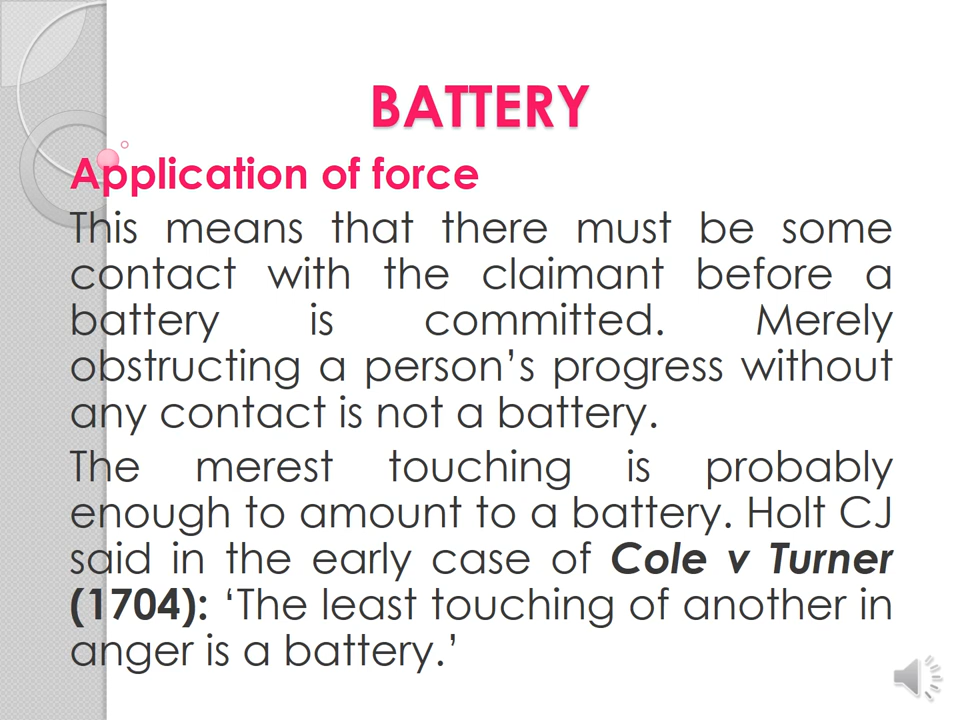 BATTERY
Application of force
This means that there must be some
contact with the claimant before a
battery is committed. Merely
obstructing a person’s progress without
any contact is not a battery.
The merest touching is probably
enough to amount to a battery. Holt CJ
said in the early case of Cole v Turner
(1704): ‘The least touching of another in
anger is a battery.’